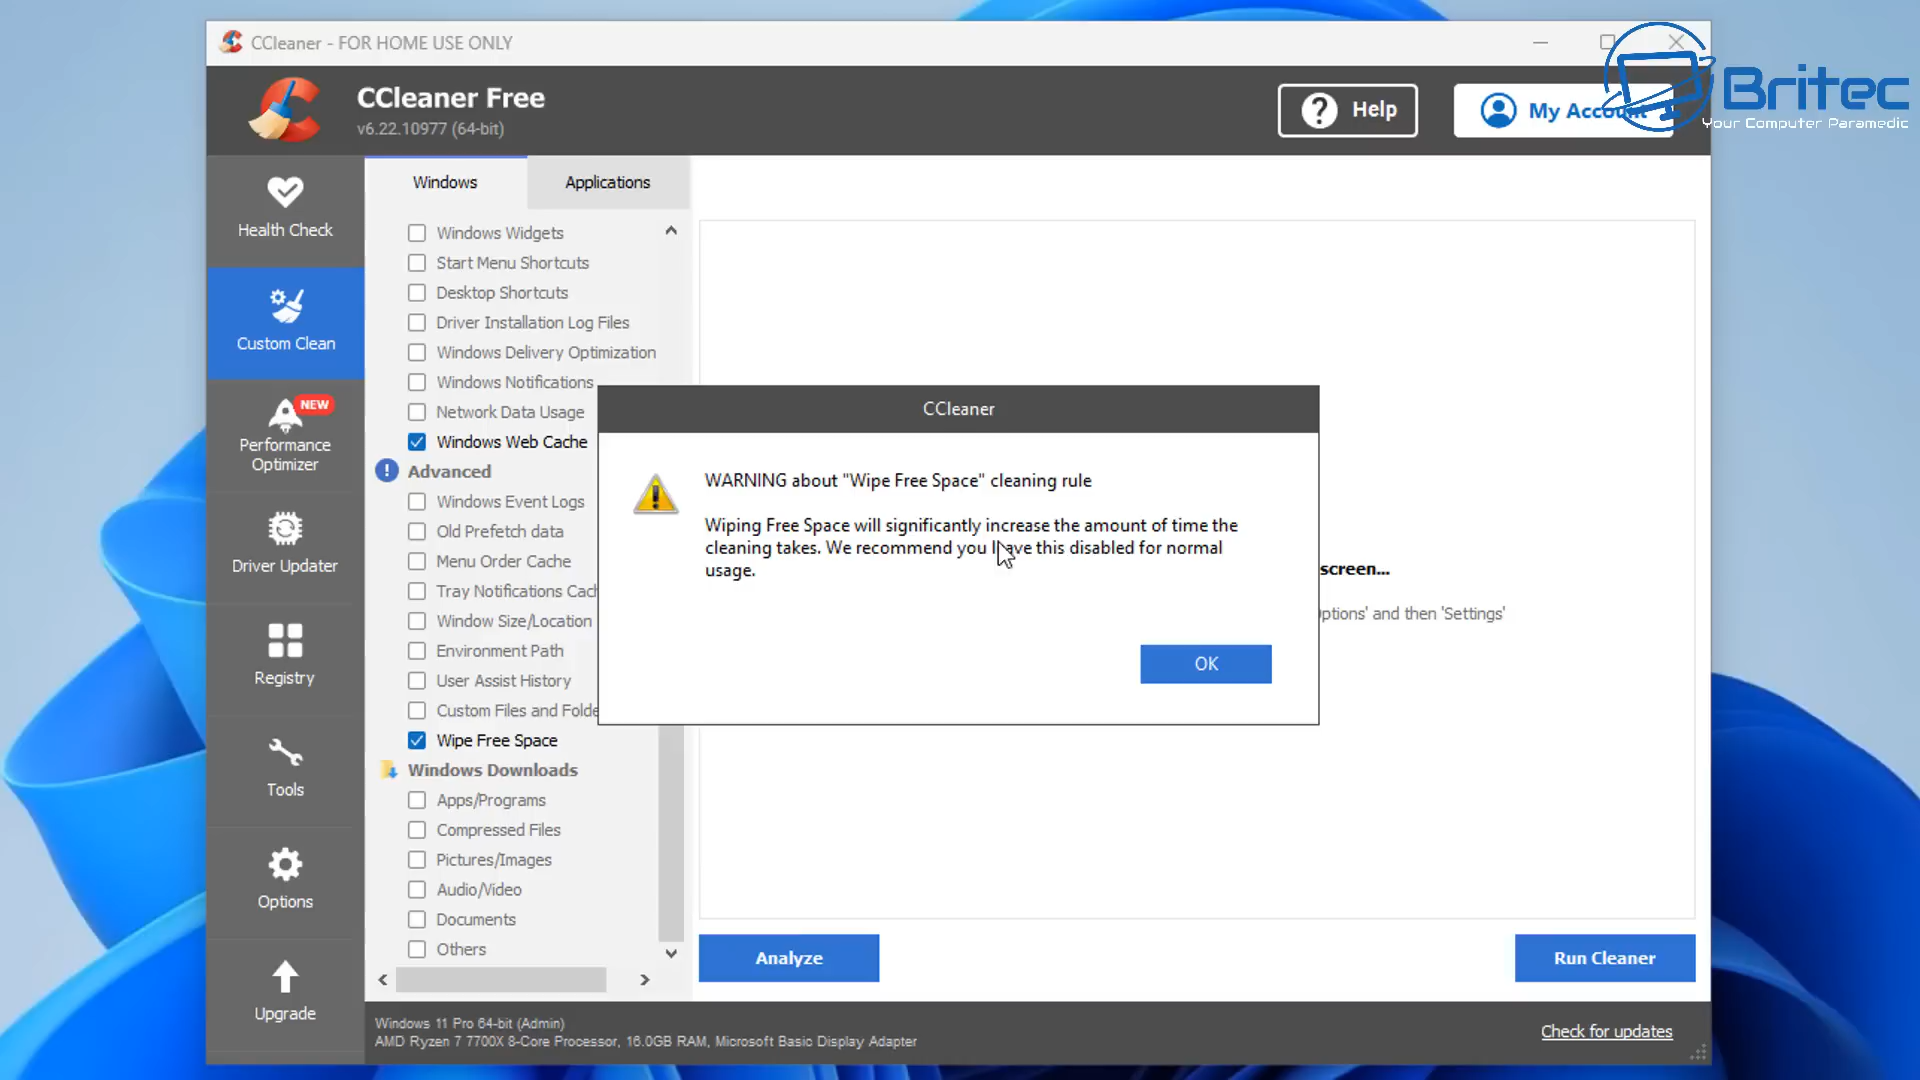 CCleaner - FOR HOME USE ONLY
CCleaner Free
v6.22.10977 (64-bit)
Help
My Account
Britec
Your Computer Paramedic
Health Check
Custom Clean
NEW
Performance
Optimizer
Driver Updater
Registry
Tools
Options
Upgrade
Windows
Applications
Windows Widgets
Start Menu Shortcuts
Desktop Shortcuts
Driver Installation Log Files
Windows Delivery Optimization
Windows Notifications
Network Data Usage
Windows Web Cache
Advanced
Windows Event Logs
Old Prefetch data
Menu Order Cache
Tray Notifications Cach
Window Size/Location
Environment Path
User Assist History
Custom Files and Folde
Wipe Free Space
Windows Downloads
Apps/Programs
Compressed Files
Pictures/Images
Audio/Video
Documents
Others
CCleaner
WARNING about "Wipe Free Space" cleaning rule
Wiping Free Space will significantly increase the amount of time the
cleaning takes. We recommend you leave this disabled for normal
usage.
OK
screen...
ptions' and then 'Settings'
Analyze
Run Cleaner
Windows 11 Pro 64-bit (Admin)
AMD Ryzen 7 7700X 8-Core Processor, 16.0GB RAM, Microsoft Basic Display Adapter
Check for updates